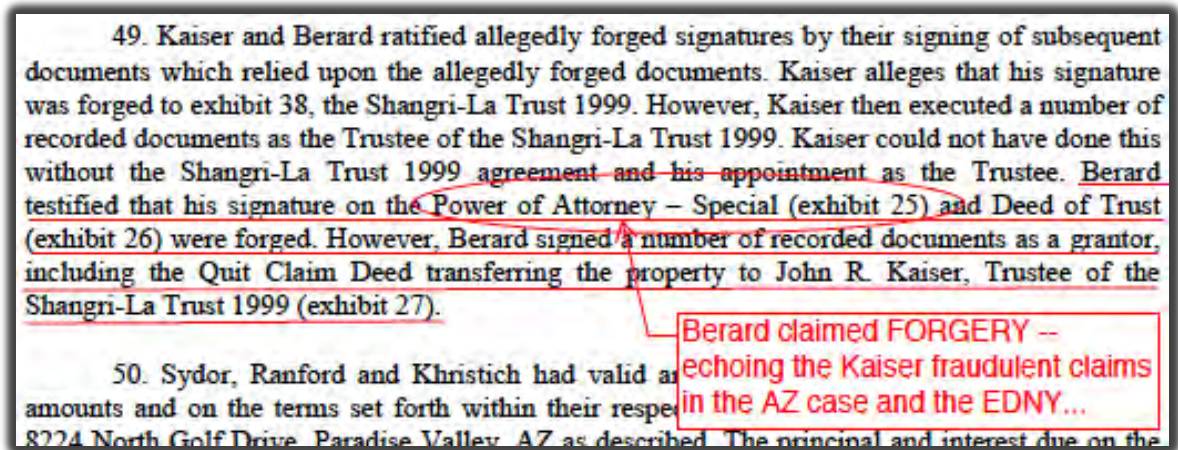 49. Kaiser and Berard ratified allegedly forged signatures by their signing of subsequent
documents which relied upon the allegedly forged documents. Kaiser alleges that his signature
was forged to exhibit 38, the Shangri-La Trust 1999. However, Kaiser then executed a number of
recorded documents as the Trustee of the Shangri-La Trust 1999. Kaiser could not have done this
without the Shangri-La Trust 1999 agreement and his appointment as the Trustee. Berard
testified that his signature on the Power of Attorney – Special (exhibit 25) and Deed of Trust
(exhibit 26) were forged. However, Berard signed a number of recorded documents as a grantor,
including the Quit Claim Deed transferring the property to John R. Kaiser, Trustee of the
Shangri-La Trust 1999 (exhibit 27).
Berard claimed FORGERY --
echoing the Kaiser fraudulent claims
in the AZ case and the EDNY...
50. Sydor, Ranford and Khristich had valid
amounts and on the terms set forth within their
8224 North Golf Drive, Paradise Valley, AZ as described. The principal and interest due on the